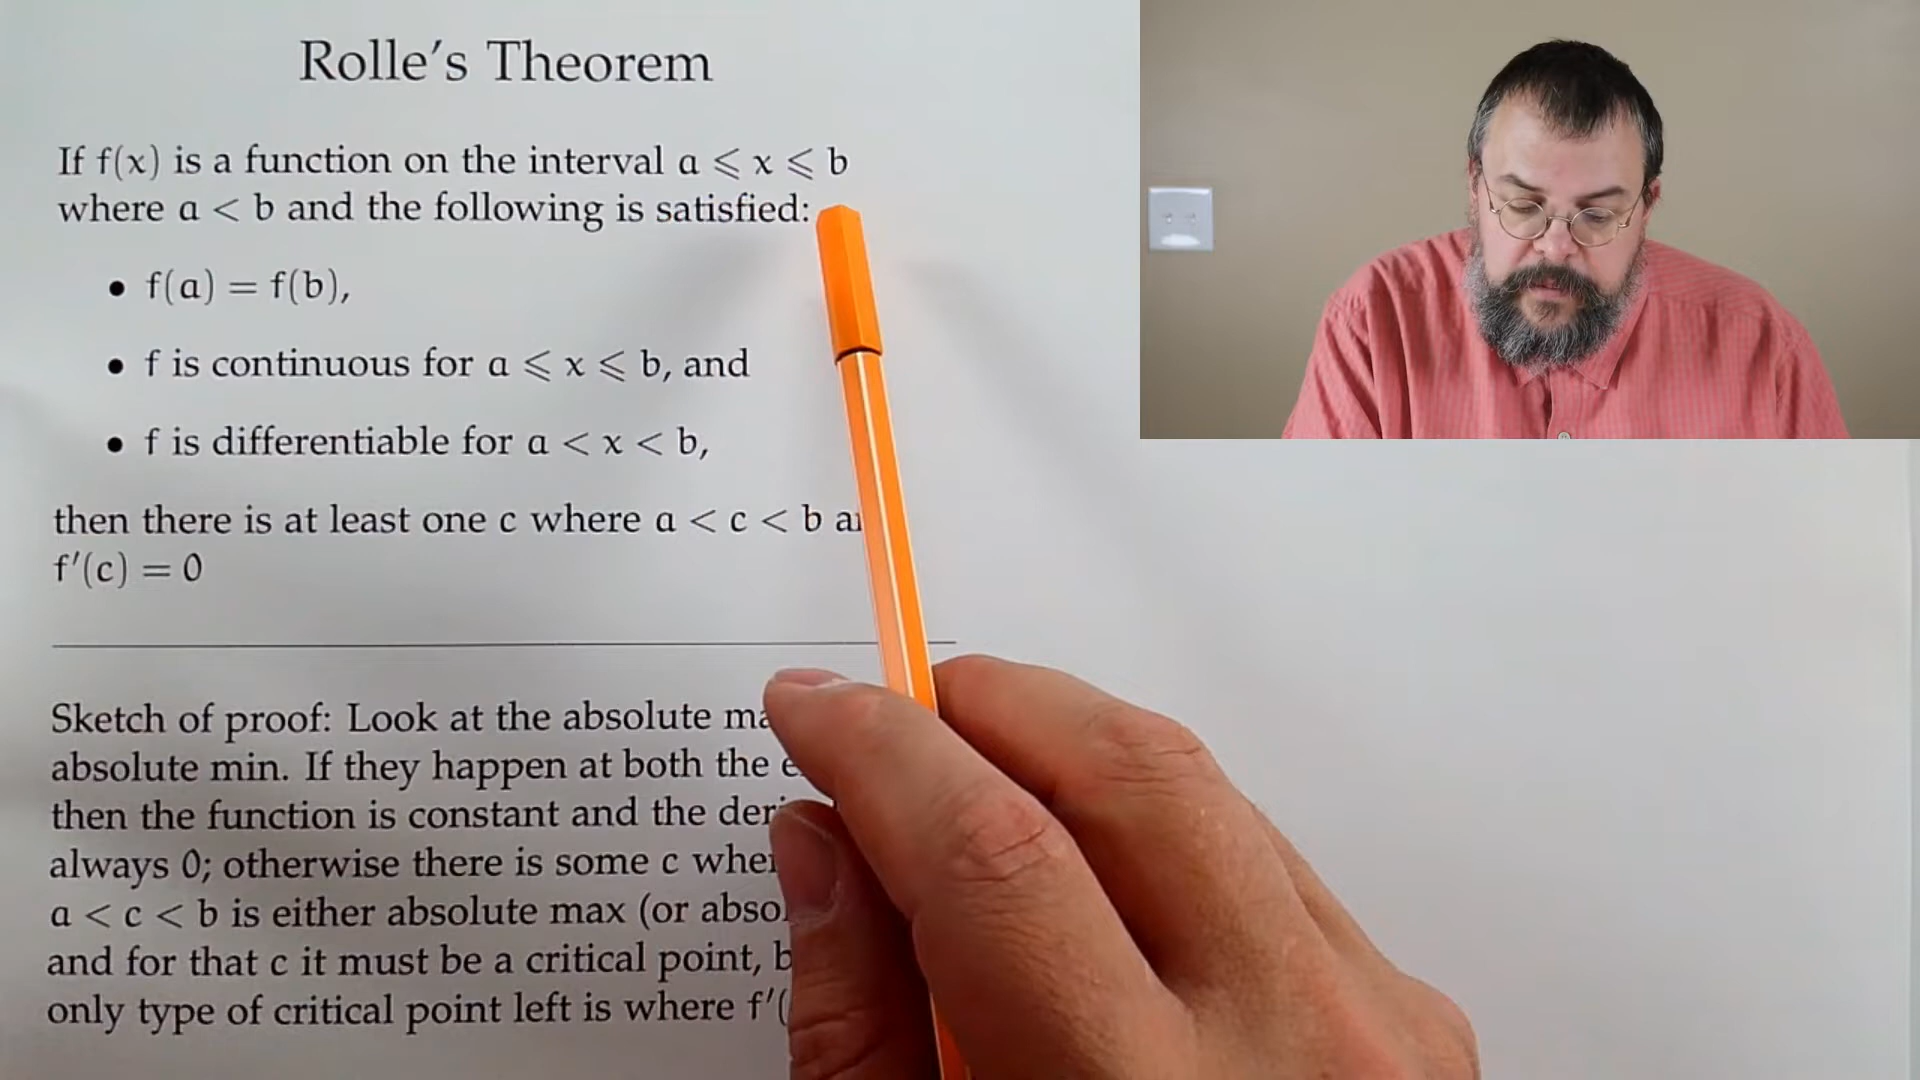 Rolle's Theorem
If f(x) is a function on the interval a ⩽ x ⩽ b
where a < b and the following is satisfied:
• f(a) = f(b),
• f is continuous for a ⩽ x ⩽ b, and
• f is differentiable for a < x < b,
then there is at least one c where a < c < b
f′(c) = 0
Sketch of proof: Look at the absolute
absolute min. If they happen at both the
then the function is constant and the
always 0; otherwise there is some c
a < c < b is either absolute max (or
and for that c it must be a critical point,
only type of critical point left is where f′(